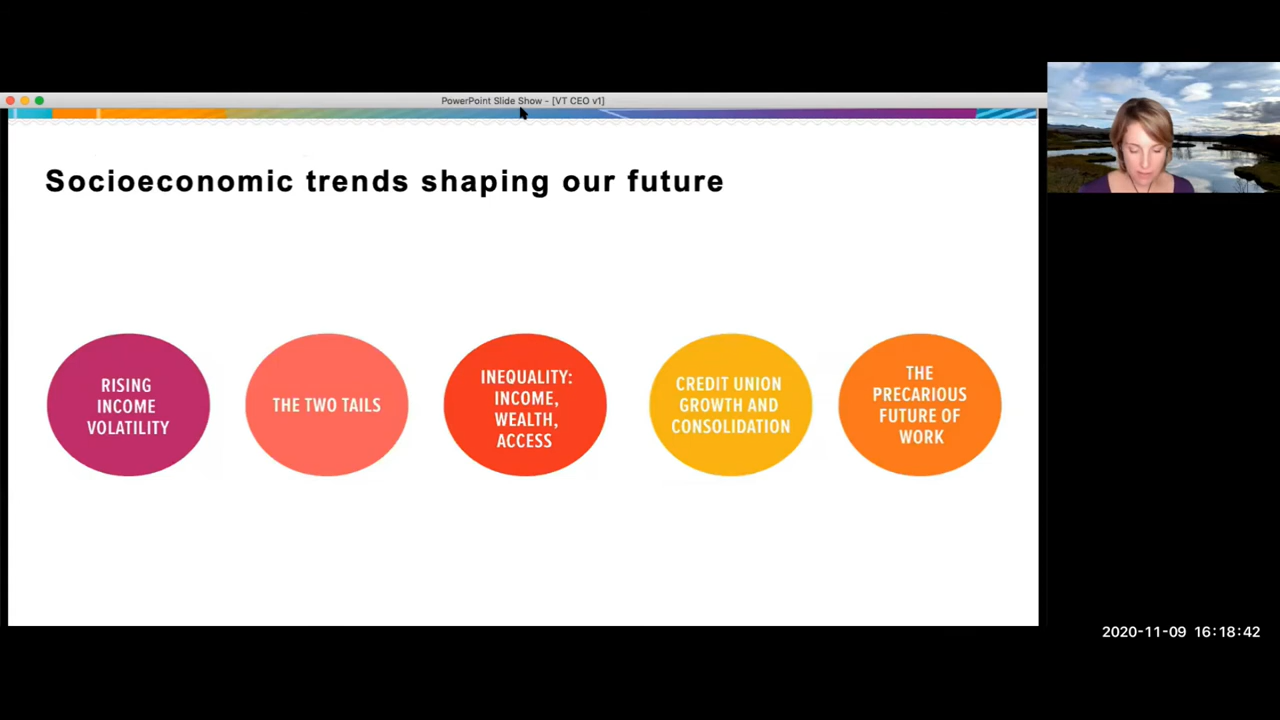 PowerPoint Slide Show - [VT CEO v1]
Socioeconomic trends shaping our future
RISING
INCOME
VOLATILITY
THE TWO TAILS
INEQUALITY:
INCOME,
WEALTH,
ACCESS
CREDIT UNION
GROWTH AND
CONSOLIDATION
THE
PRECARIOUS
FUTURE OF
WORK
2020-11-09 16:18:42